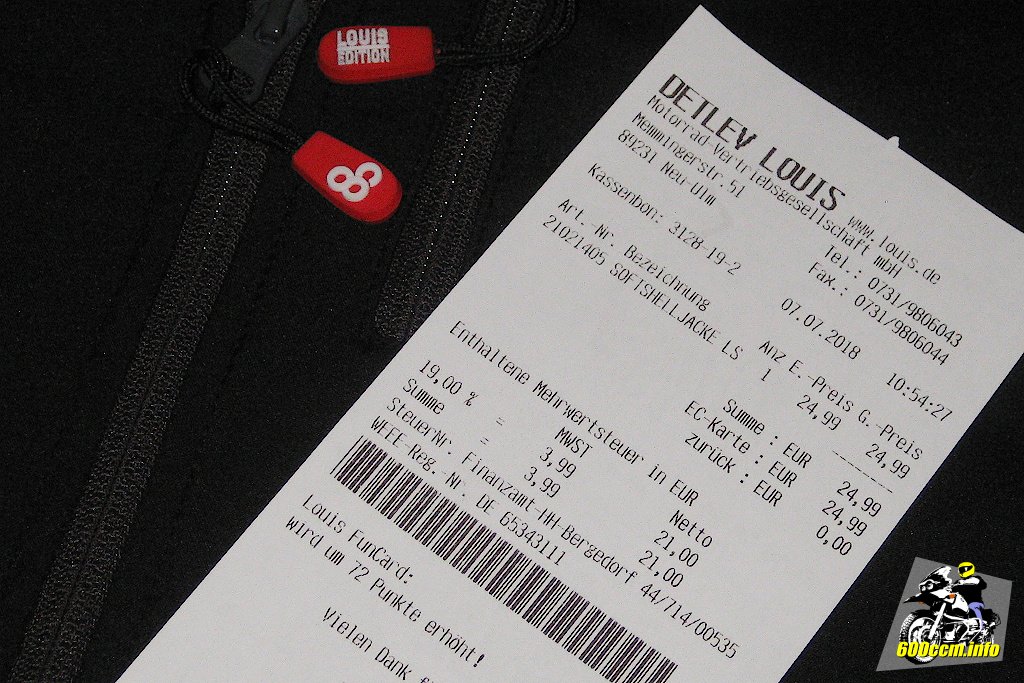 LOUIS
EDITION
8
DETLEV LOUIS www.louis.de
Motorrad-Vertriebsgesellschaft mbH
Memmingerstr.51 Tel.: 0731/9806043
89231 Neu-Ulm Fax.: 0731/9806044
Kassenbon: 3128-19-2 07.07.2018 10:54:27
Art.-Nr. Bezeichnung Anz E.-Preis G.-Preis
21021405 SOFTSHELLJACKE LS 1 24,99 24,99
Summe : EUR 24,99
EC-Karte : EUR 24,99
zurück : EUR 0,00
Enthaltene Mehrwertsteuer in EUR
MWST Netto
19,00 % = 3,99 21,00
Summe = 3,99 21,00
SteuerNr. Finanzamt-HH-Bergedorf 44/714/00535
WEEE-Reg.-Nr. DE 65343111
Louis FunCard:
wird um 72 Punkte erhöht!
Vielen Dank
600ccm.info